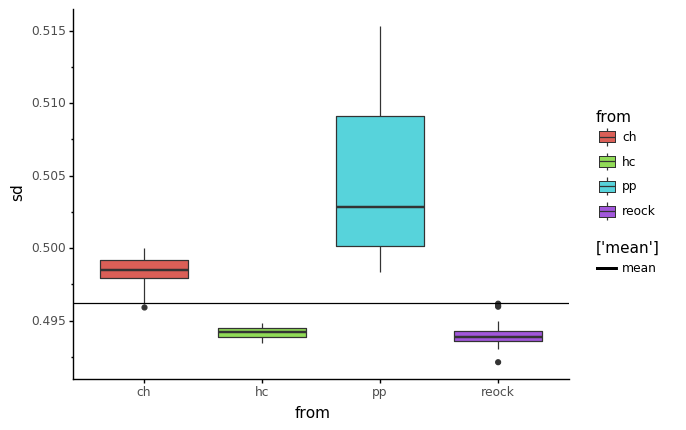 0.515
0.510
0.505
0.500
0.495
sd
ch
hc
pp
reock
from
from
ch
hc
pp
reock
['mean']
mean